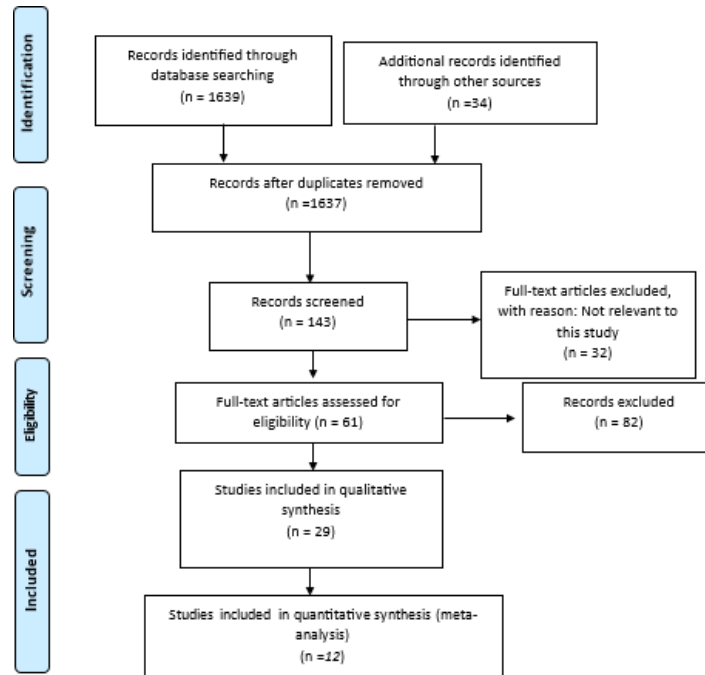 Identification
Records identified through
database searching
(n = 1639)
Additional records identified
through other sources
(n =34)
Records after duplicates removed
(n =1637)
Screening
Records screened
(n = 143)
Full-text articles excluded,
with reason: Not relevant to
this study
(n = 32)
Eligibility
Full-text articles assessed for
eligibility (n = 61)
Records excluded
(n = 82)
Included
Studies included in qualitative
synthesis
(n = 29)
Studies included in quantitative synthesis (meta-
analysis)
(n =12)